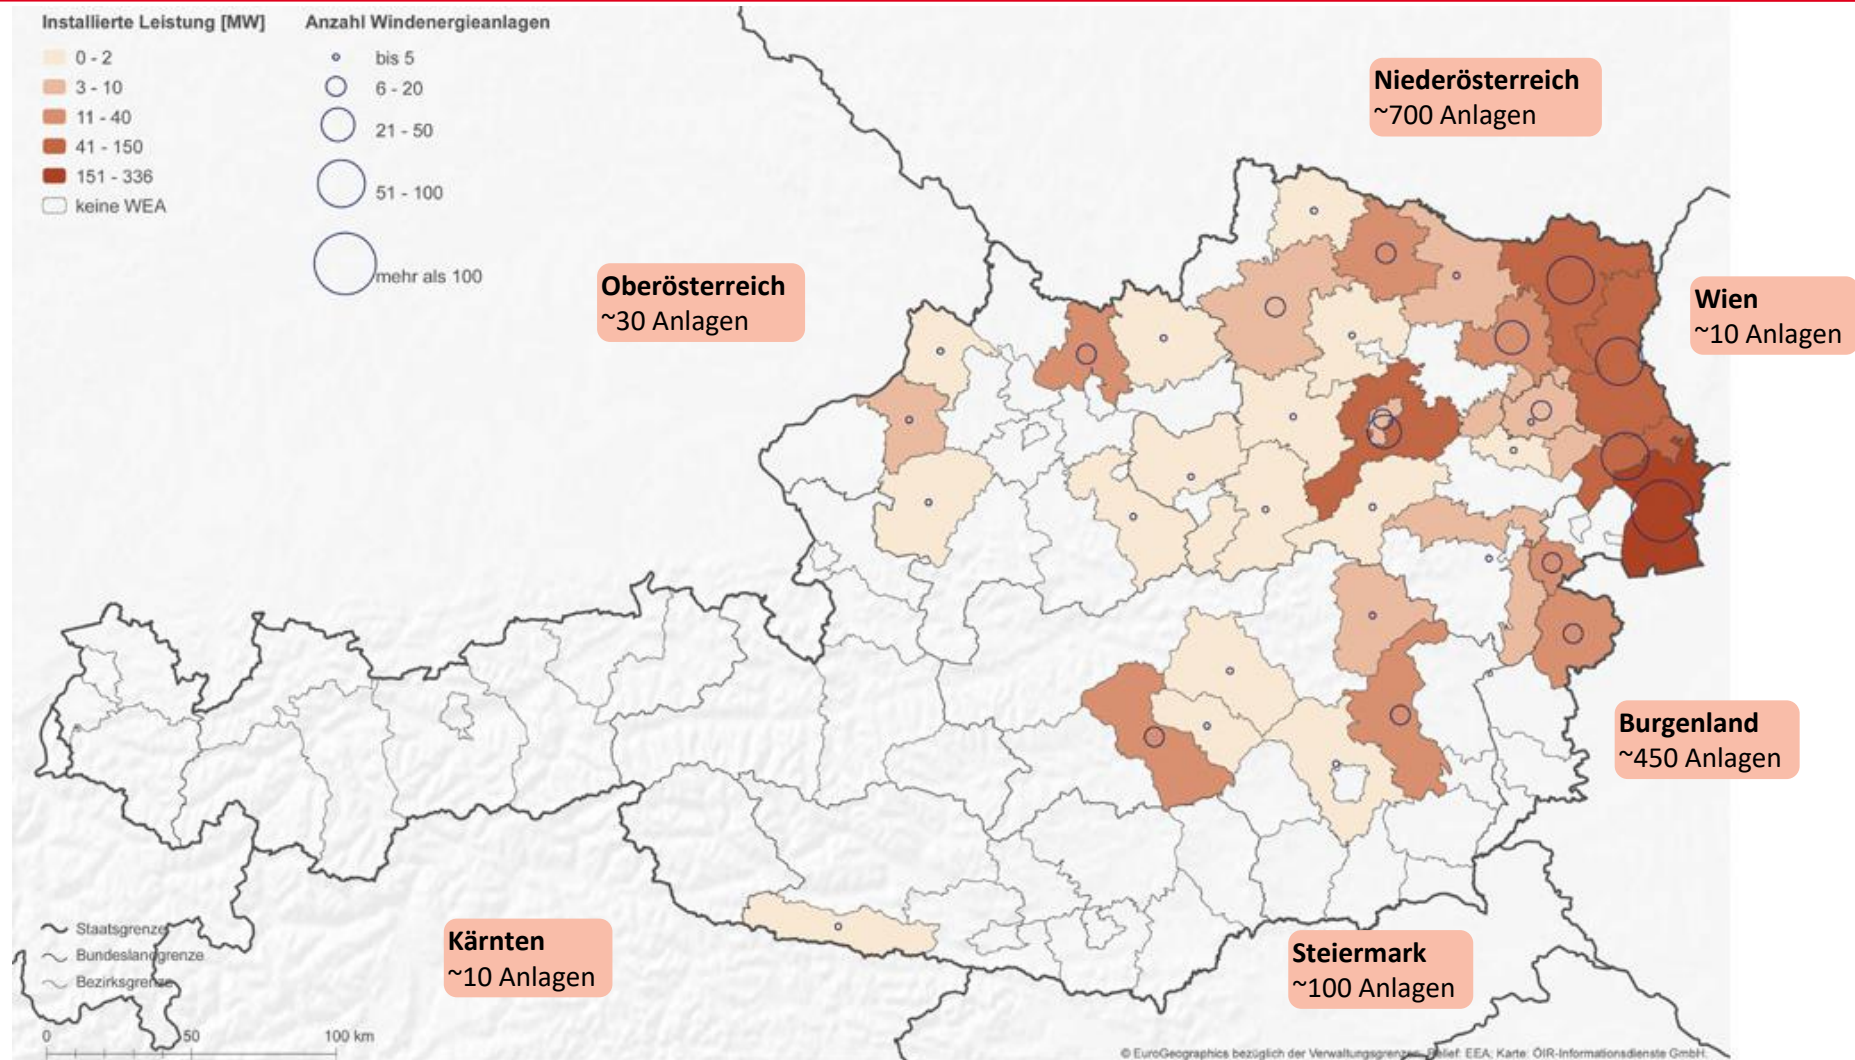 Installierte Leistung [MW]
0 - 2
3 - 10
11 - 40
41 - 150
151 - 336
keine WEA
Anzahl Windenergieanlagen
bis 5
6 - 20
21 - 50
51 - 100
mehr als 100
Niederösterreich
~700 Anlagen
Oberösterreich
~30 Anlagen
Wien
~10 Anlagen
Burgenland
~450 Anlagen
Kärnten
~10 Anlagen
Steiermark
~100 Anlagen
Staatsgrenze
Bundeslandgrenze
Bezirksgrenze
0 50 100 km
© EuroGeographics bezüglich der Verwaltungsgrenzen, Relief: EEA; Karte: ÖIR-Informationsdienste GmbH.